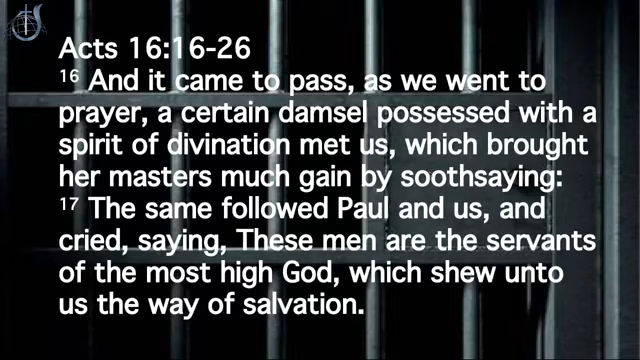 Acts 16:16-26
16 And it came to pass, as we went to
prayer, a certain damsel possessed with a
spirit of divination met us, which brought
her masters much gain by soothsaying:
17 The same followed Paul and us, and
cried, saying, These men are the servants
of the most high God, which shew unto
us the way of salvation.